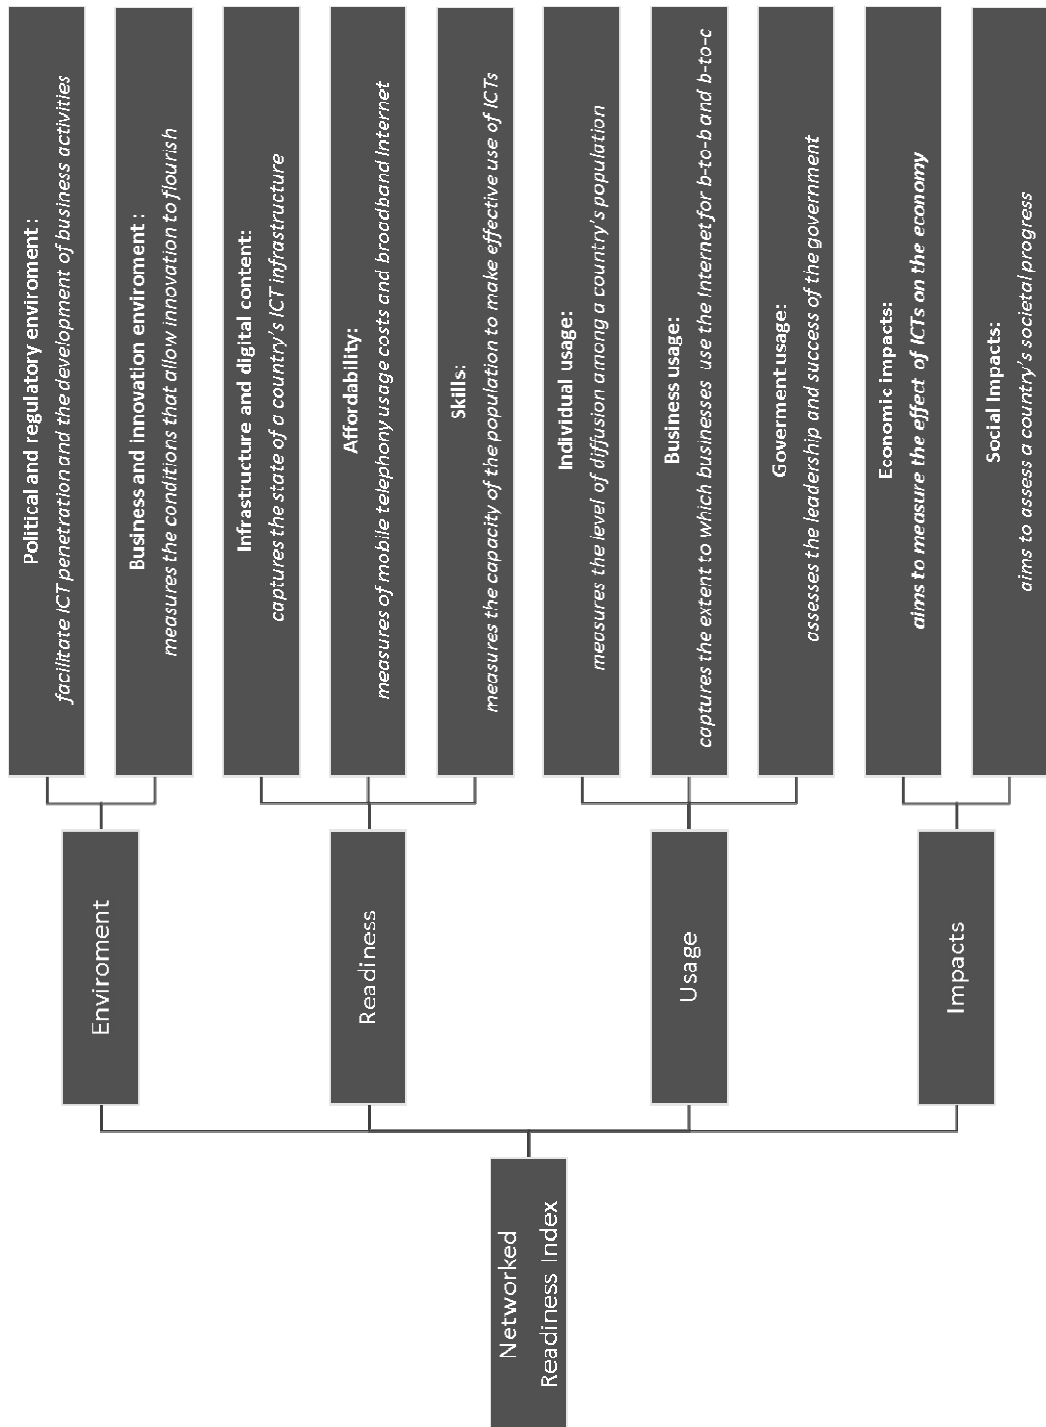 Networked
Readiness Index
Enviroment
Political and regulatory enviroment :
facilitate ICT penetration and the development of business activities
Business and innovation enviroment :
measures the conditions that allow innovation to flourish
Readiness
Infrastructure and digital content:
captures the state of a country's ICT infrastructure
Affordability:
measures of mobile telephony usage costs and broadband Internet
Skills:
measures the capacity of the population to make effective use of ICTs
Usage
Individual usage:
measures the level of diffusion among a country's population
Business usage:
captures the extent to which businesses use the Internet for b-to-b and b-to-c
Goverment usage:
assesses the leadership and success of the government
Impacts
Economic impacts:
aims to measure the effect of ICTs on the economy
Social Impacts:
aims to assess a country's societal progress